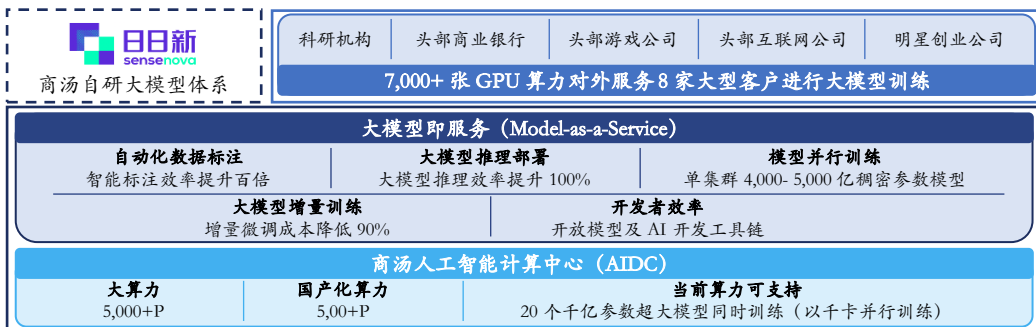 日日新
sensenova
商汤自研大模型体系
科研机构 头部商业银行 头部游戏公司 头部互联网公司 明星创业公司
7,000+ 张 GPU 算力对外服务 8 家大型客户进行大模型训练
大模型即服务（Model-as-a-Service）
自动化数据标注 大模型推理部署 模型并行训练
智能标注效率提升百倍 大模型推理效率提升 100% 单集群 4,000- 5,000 亿稠密参数模型
大模型增量训练 开发者效率
增量微调成本降低 90% 开放模型及 AI 开发工具链
商汤人工智能计算中心（AIDC）
大算力 国产化算力 当前算力可支持
5,000+P 5,00+P 20 个千亿参数超大模型同时训练（以千卡并行训练）